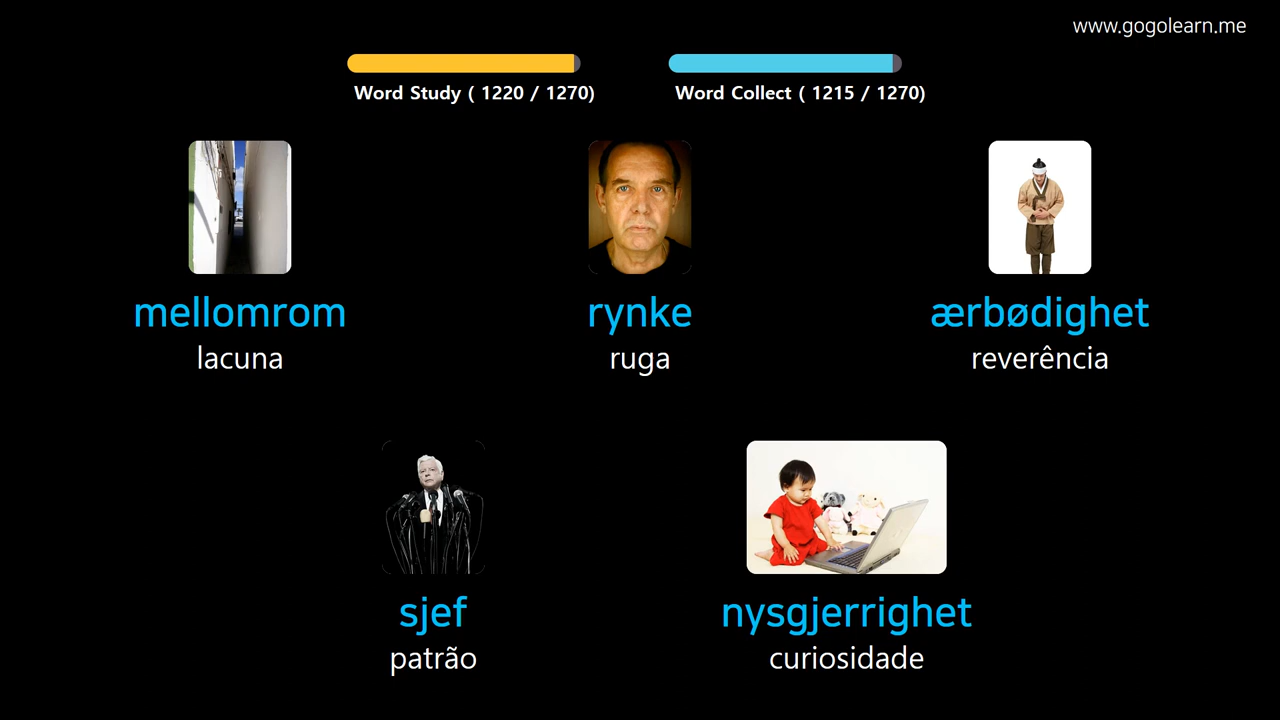 www.gogolearn.me
Word Study ( 1220 / 1270)
Word Collect ( 1215 / 1270)
mellomrom
lacuna
rynke
ruga
ærbødighet
reverência
sjef
patrão
nysgjerrighet
curiosidade